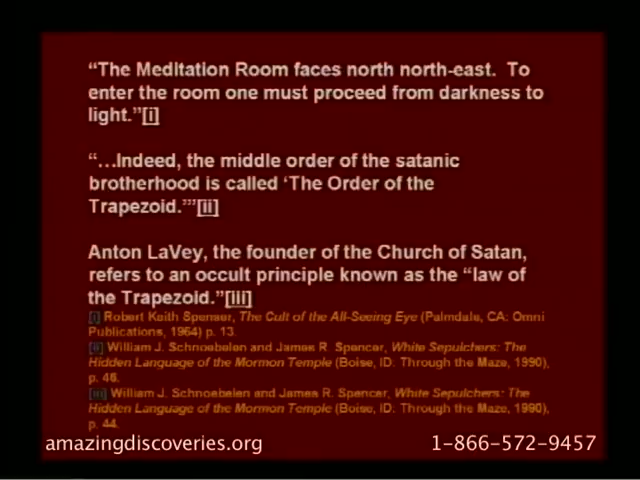 “The Meditation Room faces north north-east. To
enter the room one must proceed from darkness to
light.”[i]
“…Indeed, the middle order of the satanic
brotherhood is called ‘The Order of the
Trapezoid.’”[ii]
Anton LaVey, the founder of the Church of Satan,
refers to an occult principle known as the “law of
the Trapezoid.”[iii]
[i] Robert Keith Spenser, The Cult of the All-Seeing Eye (Palmdale, CA: Omni
Publications, 1964) p. 13.
[ii] William J. Schnoebelen and James R. Spencer, White Sepulchers: The
Hidden Language of the Mormon Temple (Boise, ID: Through the Maze, 1990),
p. 46.
[iii] William J. Schnoebelen and James R. Spencer, White Sepulchers: The
Hidden Language of the Mormon Temple (Boise, ID: Through the Maze, 1990),
p. 44.
amazingdiscoveries.org 1-866-572-9457